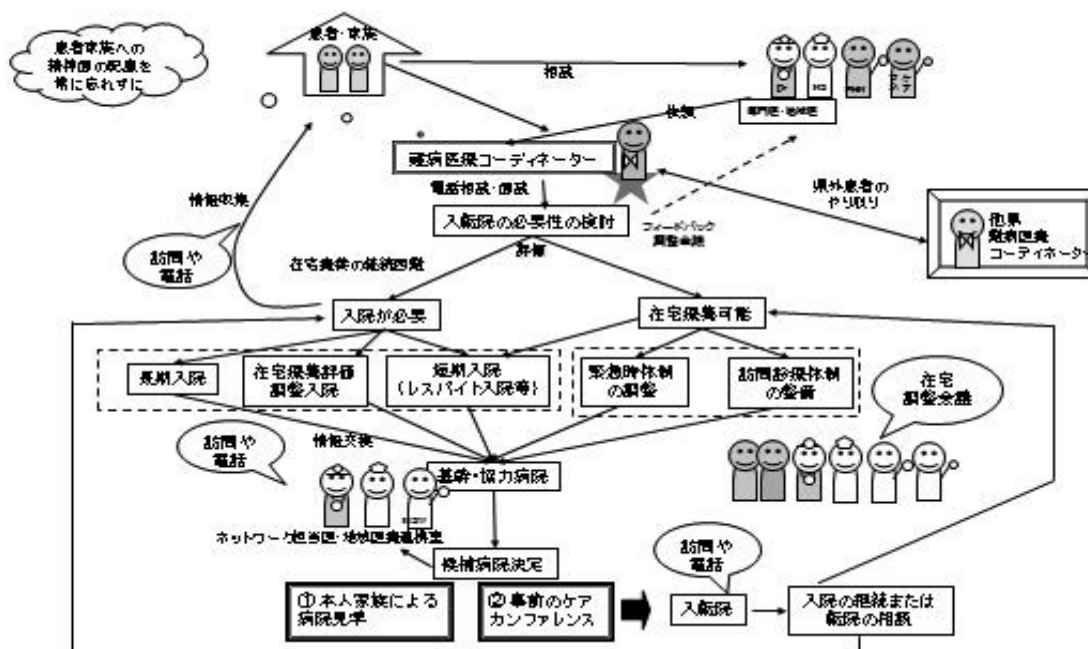 患者家族への
精神面の配慮を
常に忘れずに
患者・家族
相談
Dr
NS
PHN
ケア
マネ
専門医・地域医
依頼
難病医療コーディネーター
電話相談・面談
情報収集
県外患者の
やり取り
フィードバック
調整会議
入転院の必要性の検討
他県
難病医療
コーディネーター
訪問や
電話
在宅療養の継続困難
評価
入院が必要
在宅療養可能
長期入院
在宅療養評価
調整入院
短期入院
(レスパイト入院等)
緊急時体制
の調整
訪問診療体制
の整備
在宅
調整会議
訪問や
電話
情報交換
基幹・協力病院
ネットワーク担当医・地域医療連携室
候補病院決定
訪問や
電話
①本人家族による
病院見学
②事前のケア
カンファレンス
入転院
入院の継続または
転院の相談